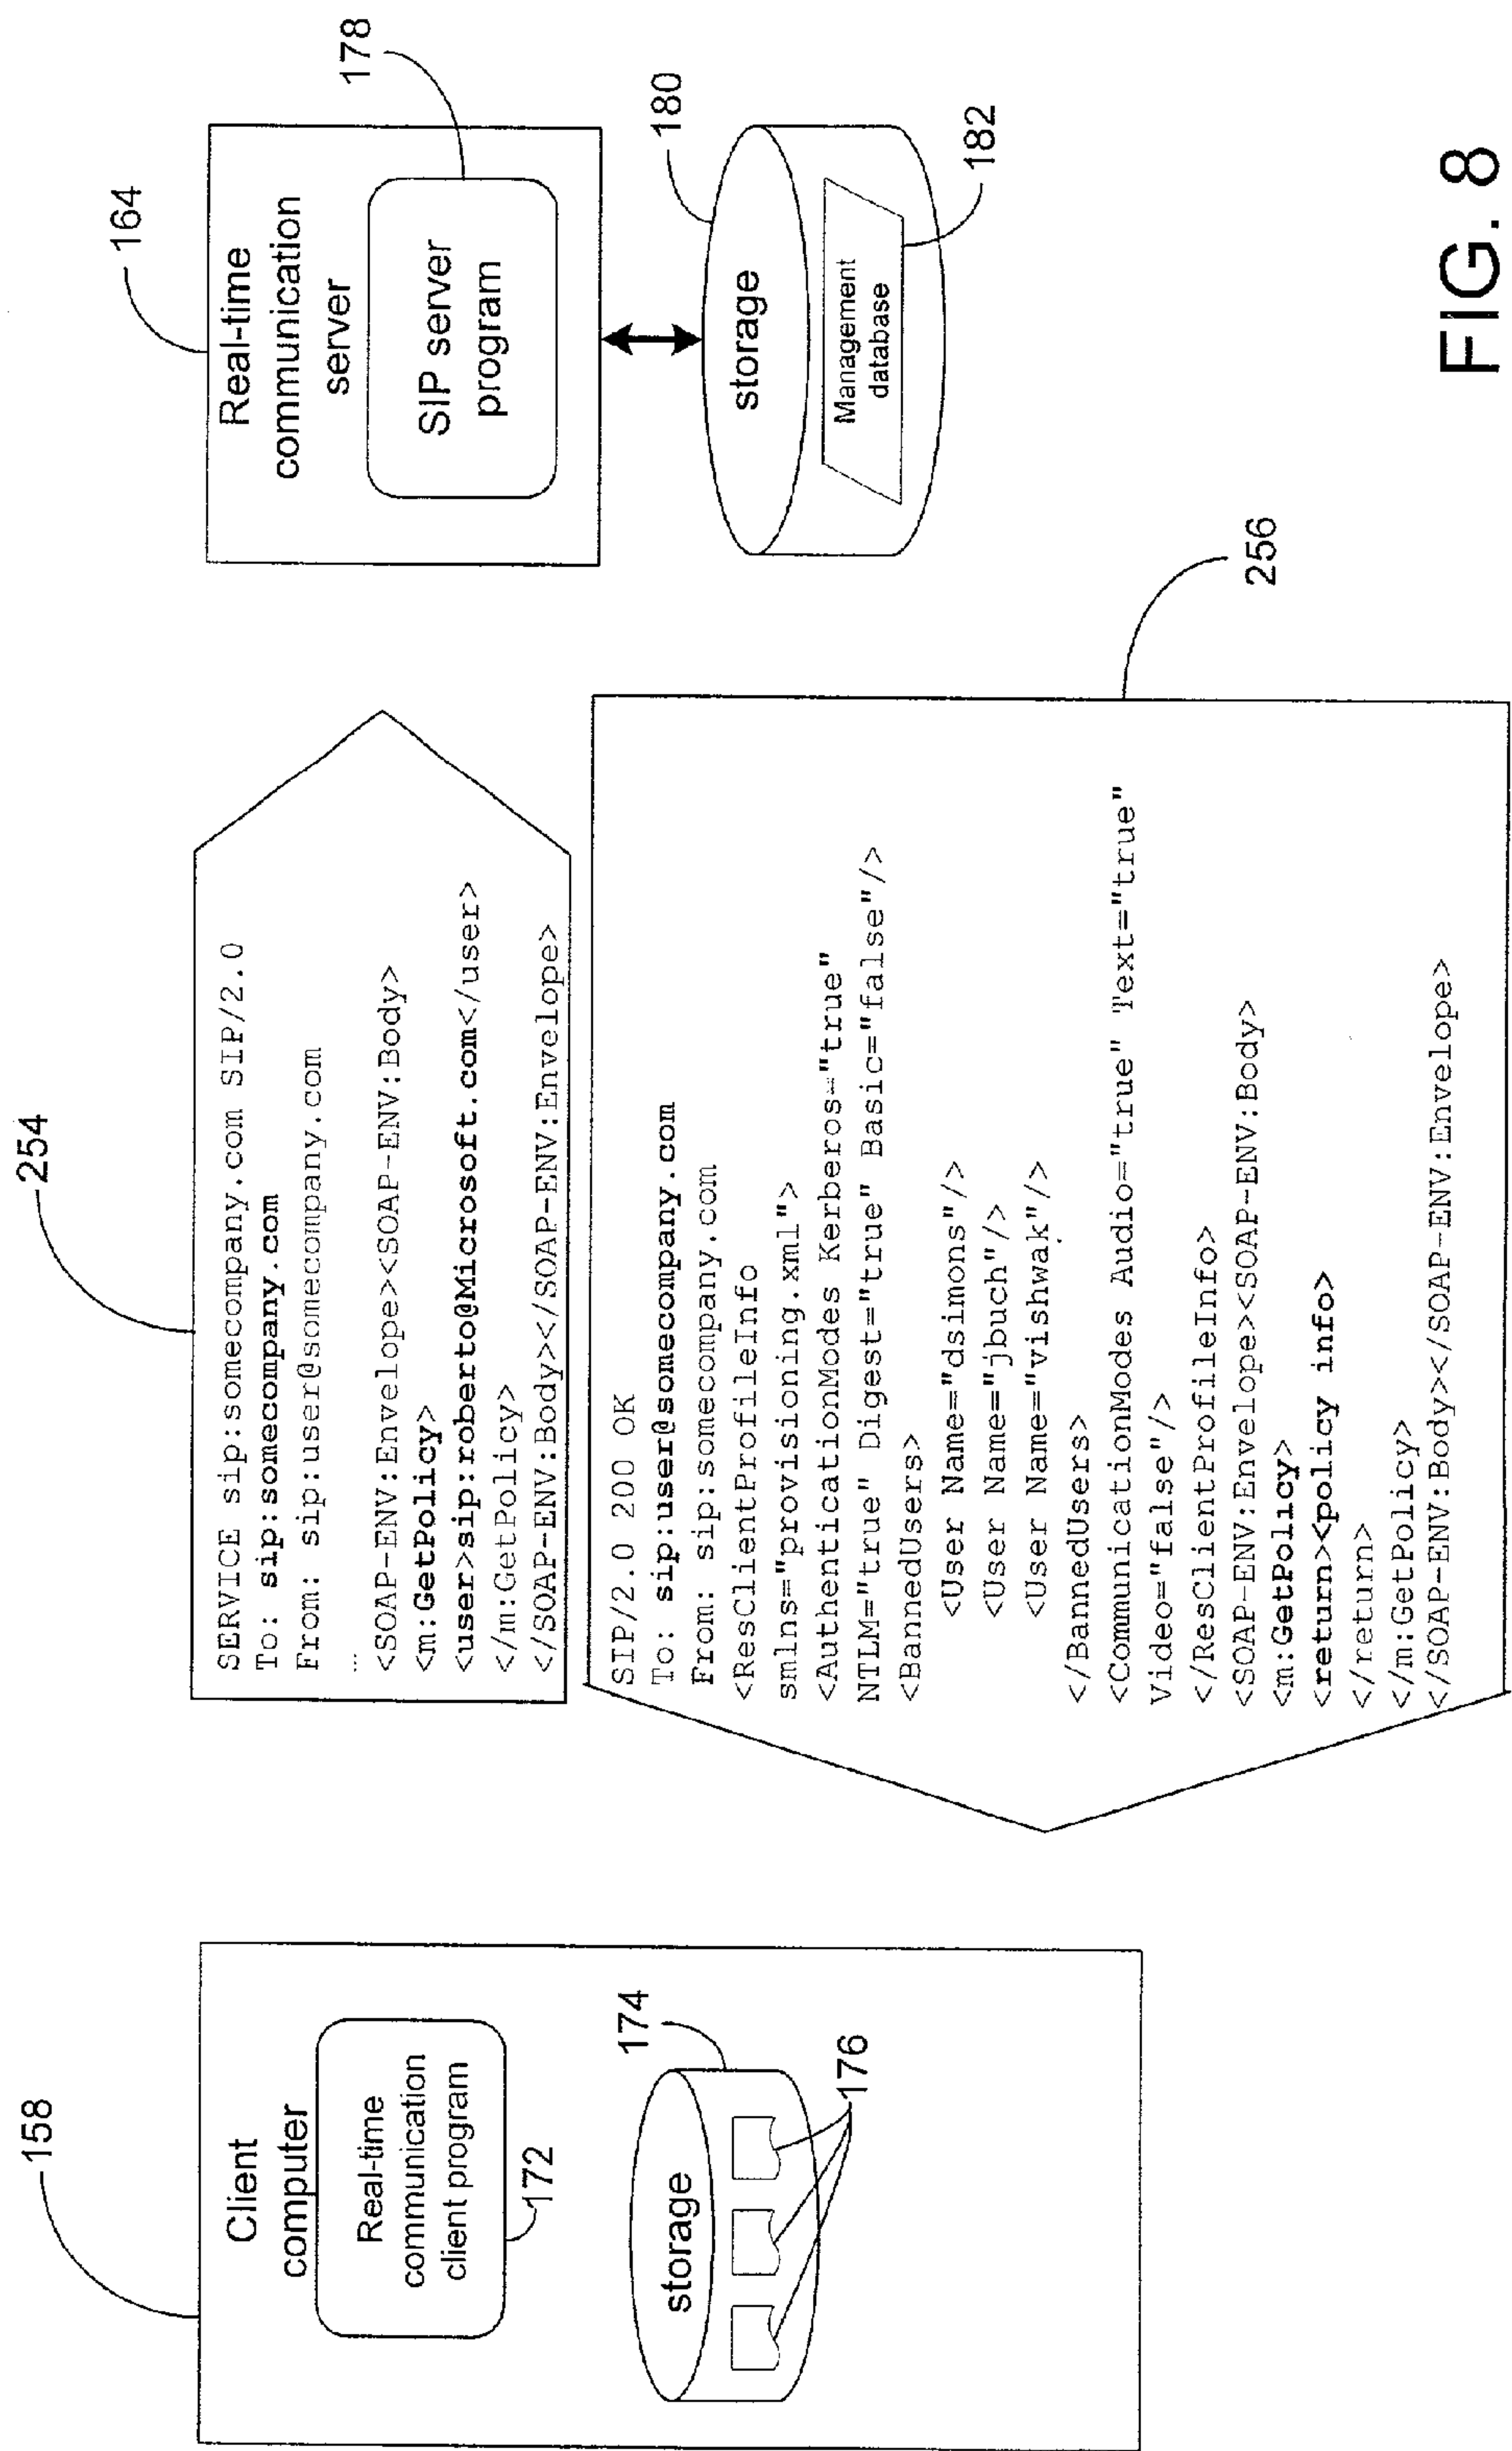 158
Client
computer
Real-time
communication
client program
172
storage
174
176
254
SERVICE sip:somecompany.com SIP/2.0
To: sip:somecompany.com
From: sip:user@somecompany.com
...
<SOAP-ENV:Envelope><SOAP-ENV:Body>
<m:GetPolicy>
<user>sip:roberto@Microsoft.com</user>
</m:GetPolicy>
</SOAP-ENV:Body></SOAP-ENV:Envelope>
SIP/2.0 200 OK
To: sip:user@somecompany.com
From: sip:somecompany.com
<ResClientProfileInfo
smlns="provisioning.xml">
<AuthenticationModes Kerberos="true"
NTLM="true" Digest="true" Basic="false"/>
<BannedUsers>
<User Name="dsimons"/>
<User Name="jbuch"/>
<User Name="vishwak"/>
</BannedUsers>
<CommunicationModes Audio="true" Text="true"
Video="false"/>
</ResClientProfileInfo>
<SOAP-ENV:Envelope><SOAP-ENV:Body>
<m:GetPolicy>
<return><policy info>
</return>
</m:GetPolicy>
</SOAP-ENV:Body></SOAP-ENV:Envelope>
256
164
Real-time
communication
server
SIP server
program
178
180
storage
Management
database
182
FIG. 8